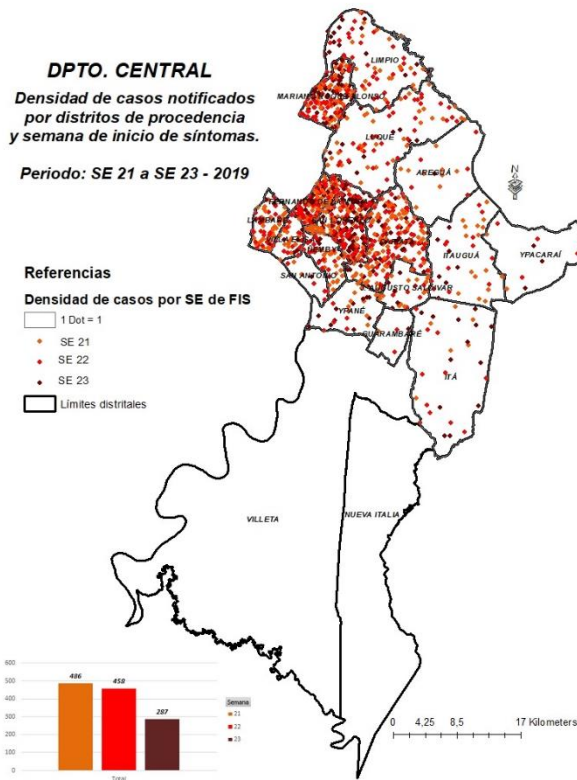 DPTO. CENTRAL
Densidad de casos notificados
por distritos de procedencia
y semana de inicio de síntomas.
Periodo: SE 21 a SE 23 - 2019
LIMPIO
LUQUE
AREGUÁ
N
ITAUGUÁ
YPACARAÍ
SAN ANTONIO
YPANÉ
GUARAMBARÉ
ITÁ
Referencias
Densidad de casos por SE de FIS
1 Dot = 1
SE 21
SE 22
SE 23
Límites distritales
VILLETA
NUEVA ITALIA
600
500
400
300
200
100
0
486
458
287
Total
Semana
21
22
23
0 4,25 8,5 17 Kilometers